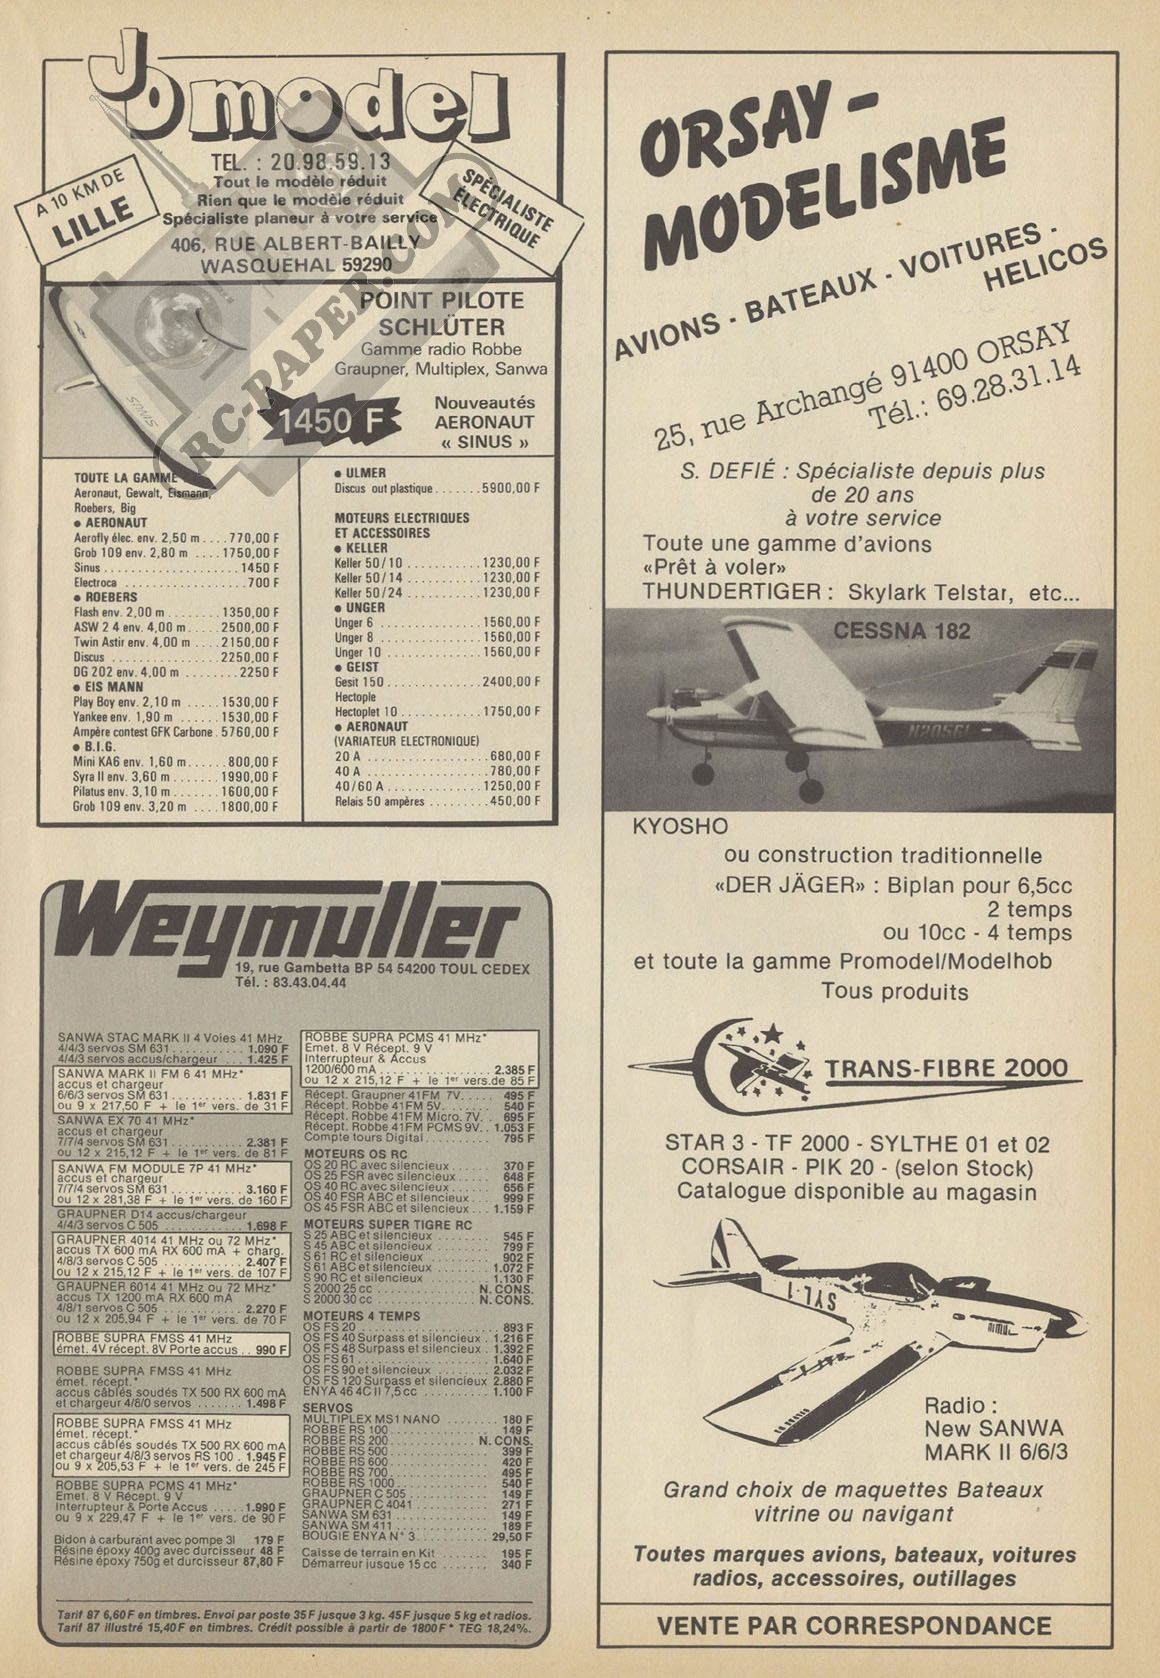 Jomodel
TEL. : 20.98.59.13
Tout le modèle réduit
Rien que le modèle réduit
Spécialiste planeur à votre service
406, RUE ALBERT-BAILLY
WASQUEHAL 59290
A 10 KM DE
LILLE
SPÉCIALISTE
ÉLECTRIQUE
RC-PAPER.COM
SINUS
POINT PILOTE
SCHLÜTER
Gamme radio Robbe
Graupner, Multiplex, Sanwa
1450 F
Nouveautés
AERONAUT
« SINUS »
TOUTE LA GAMME
Aeronaut, Gewalt, Eismann,
Roebers, Big
● AERONAUT
Aerofly élec. env. 2,50 m....770,00 F
Grob 109 env. 2,80 m ....1750,00 F
Sinus....................1450 F
Electroca..................700 F
● ROEBERS
Flash env. 2,00 m........1350,00 F
ASW 2 4 env. 4,00 m.....2500,00 F
Twin Astir env. 4,00 m ...2150,00 F
Discus.................2250,00 F
DG 202 env. 4,00 m ........2250 F
● EIS MANN
Play Boy env. 2,10 m .....1530,00 F
Yankee env. 1,90 m ......1530,00 F
Ampère contest GFK Carbone . 5760,00 F
● B.I.G.
Mini KA6 env. 1,60 m......800,00 F
Syra II env. 3,60 m.......1990,00 F
Pilatus env. 3,10 m.......1600,00 F
Grob 109 env. 3,20 m ....1800,00 F
● ULMER
Discus out plastique.......5900,00 F
MOTEURS ELECTRIQUES
ET ACCESSOIRES
● KELLER
Keller 50/10...........1230,00 F
Keller 50/14...........1230,00 F
Keller 50/24...........1230,00 F
● UNGER
Unger 6...............1560,00 F
Unger 8...............1560,00 F
Unger 10..............1560,00 F
● GEIST
Gesit 150..............2400,00 F
Hectople
Hectoplet 10............1750,00 F
● AERONAUT
(VARIATEUR ELECTRONIQUE)
20 A...................680,00 F
40 A...................780,00 F
40/60 A...............1250,00 F
Relais 50 ampères.........450,00 F
Weymuller
19, rue Gambetta BP 54 54200 TOUL CEDEX
Tél. : 83.43.04.44
SANWA STAC MARK II 4 Voies 41 MHz
4/4/3 servos SM 631...........1.090 F
4/4/3 servos accus/chargeur ...1.425 F
SANWA MARK II FM 6 41 MHz*
accus et chargeur
6/6/3 servos SM 631...........1.831 F
ou 9 x 217,50 F + le 1er vers. de 31 F
SANWA EX 70 41 MHz*
accus et chargeur
7/7/4 servos SM 631...........2.381 F
ou 12 x 215,12 F + le 1er vers. de 81 F
SANWA FM MODULE 7P 41 MHz*
accus et chargeur
7/7/4 servos SM 631...........3.160 F
ou 12 x 281,38 F + le 1er vers. de 160 F
GRAUPNER D14 accus/chargeur
4/4/3 servos C 505............1.698 F
GRAUPNER 4014 41 MHz ou 72 MHz*
accus TX 600 mA RX 600 mA + charg.
4/8/3 servos C 505............2.407 F
ou 12 x 215,12 F + le 1er vers. de 107 F
GRAUPNER 6014 41 MHz ou 72 MHz*
accus TX 1200 mA RX 600 mA
4/8/1 servos C 505............2.270 F
ou 12 x 205,94 F + le 1er vers. de 70 F
ROBBE SUPRA FMSS 41 MHz
émet. 4V récept. 8V Porte accus .. 990 F
ROBBE SUPRA FMSS 41 MHz
émet. récept.*
accus câblés soudés TX 500 RX 600 mA
et chargeur 4/8/0 servos ......1.498 F
ROBBE SUPRA FMSS 41 MHz
émet. récept.*
accus câblés soudés TX 500 RX 600 mA
et chargeur 4/8/3 servos RS 100 . 1.945 F
ou 9 x 205,53 F + le 1er vers. de 245 F
ROBBE SUPRA PCMS 41 MHz*
Emet. 8 V Récept. 9 V
Interrupteur & Porte Accus .....1.990 F
ou 9 x 229,47 F + le 1er vers. de 90 F
Bidon à carburant avec pompe 3l 179 F
Résine époxy 400g avec durcisseur 48 F
Résine époxy 750g et durcisseur 87,80 F
ROBBE SUPRA PCMS 41 MHz*
Emet. 8 V Récept. 9 V
Interrupteur & Accus
1200/600 mA..................2.385 F
ou 12 x 215,12 F + le 1er vers.de 85 F
Récept. Graupner 41FM 7V..... 495 F
Récept. Robbe 41FM 5V........ 540 F
Récept. Robbe 41FM Micro. 7V.. 695 F
Récept. Robbe 41FM PCMS 9V.. 1.053 F
Compte tours Digital........... 795 F
MOTEURS OS RC
OS 20 RC avec silencieux...... 370 F
OS 25 FSR avec silencieux..... 648 F
OS 40 RC avec silencieux...... 656 F
OS 40 FSR ABC et silencieux... 999 F
OS 45 FSR ABC et silencieux... 1.159 F
MOTEURS SUPER TIGRE RC
S 25 ABC et silencieux......... 545 F
S 45 ABC et silencieux......... 799 F
S 61 RC et silencieux.......... 902 F
S 61 ABC et silencieux......... 1.072 F
S 90 RC et silencieux.......... 1.130 F
S 2000 25 cc................N. CONS.
S 2000 30 cc................N. CONS.
MOTEURS 4 TEMPS
OS FS 20..................... 893 F
OS FS 40 Surpass et silencieux . 1.216 F
OS FS 48 Surpass et silencieux . 1.392 F
OS FS 61..................... 1.640 F
OS FS 90 et silencieux......... 2.032 F
OS FS 120 Surpass et silencieux 2.880 F
ENYA 46 4C II 7,5 cc........... 1.100 F
SERVOS
MULTIPLEX MS1 NANO ........ 180 F
ROBBE RS 100................ 149 F
ROBBE RS 200.............N. CONS.
ROBBE RS 500................ 399 F
ROBBE RS 600................ 420 F
ROBBE RS 700................ 495 F
ROBBE RS 1000............... 540 F
GRAUPNER C 505.............. 149 F
GRAUPNER C 4041............. 271 F
SANWA SM 631................ 149 F
SANWA SM 411................ 189 F
BOUGIE ENYA N° 3............ 29,50 F
Caisse de terrain en Kit ........ 195 F
Démarreur jusque 15 cc........ 340 F
Tarif 87 6,60 F en timbres. Envoi par poste 35 F jusque 3 kg. 45 F jusque 5 kg et radios.
Tarif 87 illustré 15,40 F en timbres. Crédit possible à partir de 1800 F * TEG 18,24%.
ORSAY -
MODELISME
AVIONS - BATEAUX - VOITURES -
HELICOS
25, rue Archangé 91400 ORSAY
Tél.: 69.28.31.14
S. DEFIÉ : Spécialiste depuis plus
de 20 ans
à votre service
Toute une gamme d'avions
«Prêt à voler»
THUNDERTIGER : Skylark Telstar, etc...
CESSNA 182
N2056L
KYOSHO
ou construction traditionnelle
«DER JÄGER» : Biplan pour 6,5cc
2 temps
ou 10cc - 4 temps
et toute la gamme Promodel/Modelhob
Tous produits
TRANS-FIBRE 2000
STAR 3 - TF 2000 - SYLTHE 01 et 02
CORSAIR - PIK 20 - (selon Stock)
Catalogue disponible au magasin
SYL 1
Radio :
New SANWA
MARK II 6/6/3
Grand choix de maquettes Bateaux
vitrine ou navigant
Toutes marques avions, bateaux, voitures
radios, accessoires, outillages
VENTE PAR CORRESPONDANCE